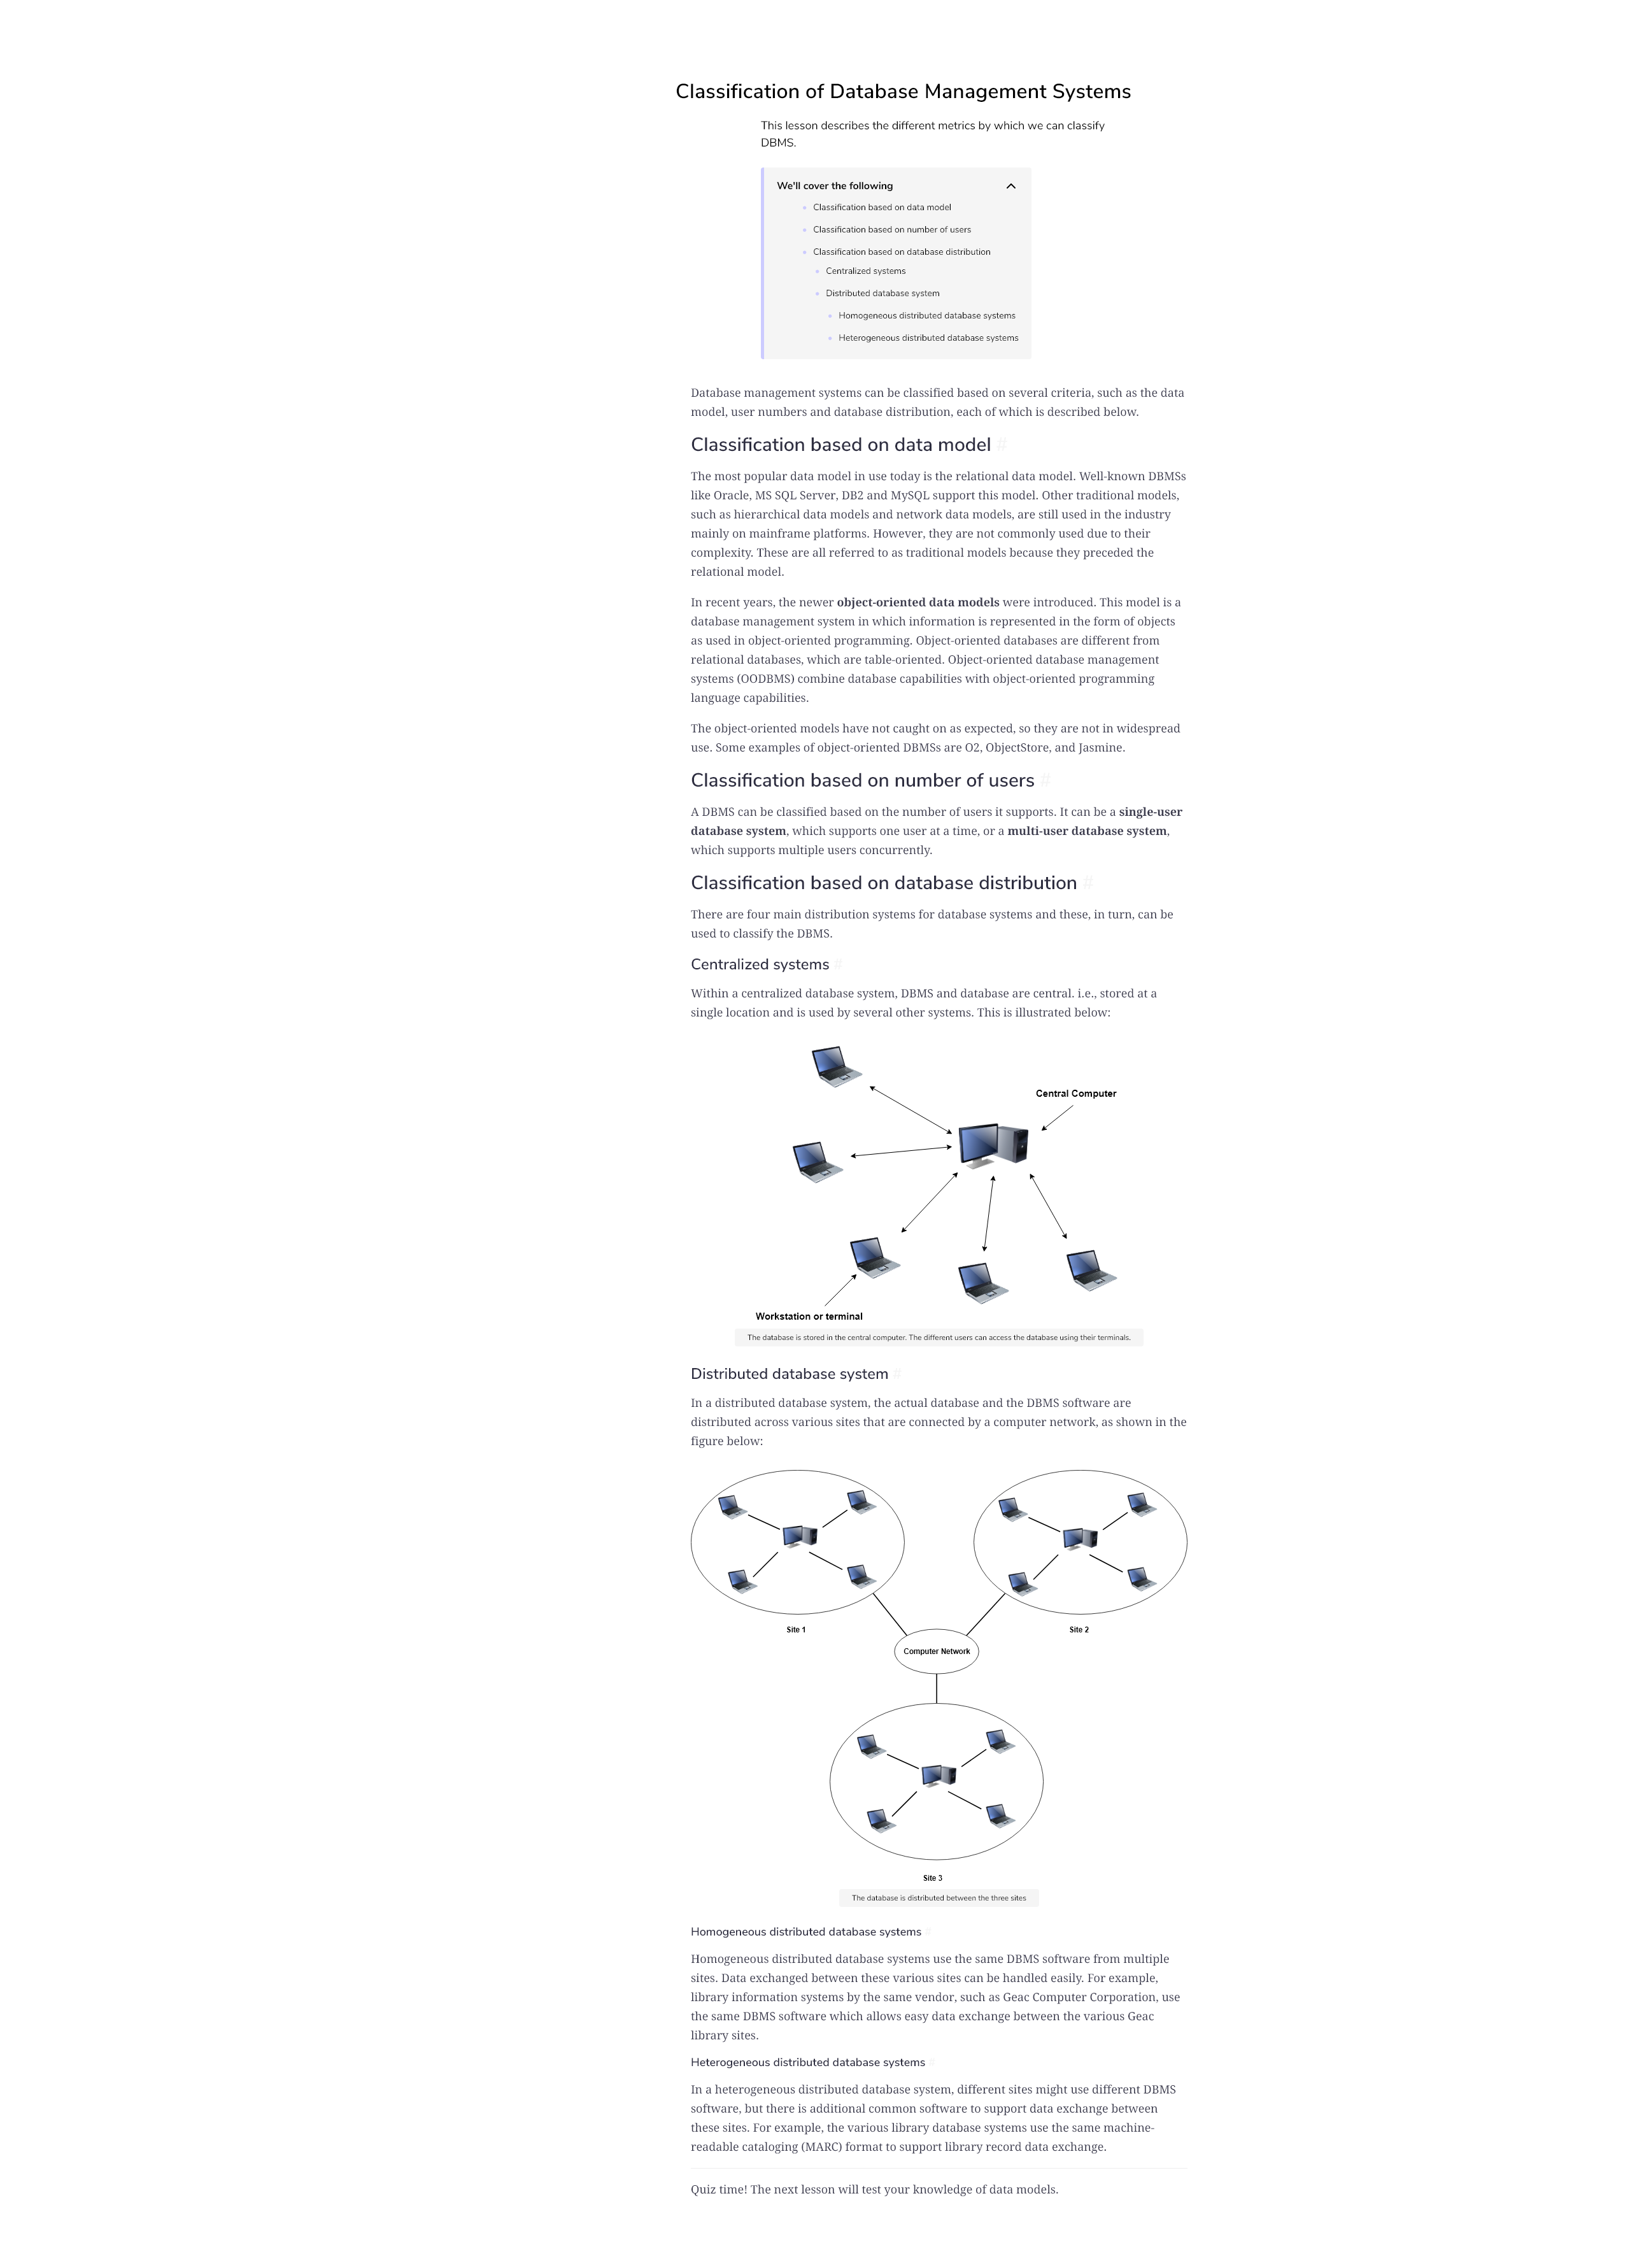 Classification of Database Management Systems
This lesson describes the different metrics by which we can classify
DBMS.
We'll cover the following
Classification based on data model
Classification based on number of users
Classification based on database distribution
Centralized systems
Distributed database system
Homogeneous distributed database systems
Heterogeneous distributed database systems
Database management systems can be classified based on several criteria, such as the data
model, user numbers and database distribution, each of which is described below.
Classification based on data model #
The most popular data model in use today is the relational data model. Well-known DBMSs
like Oracle, MS SQL Server, DB2 and MySQL support this model. Other traditional models,
such as hierarchical data models and network data models, are still used in the industry
mainly on mainframe platforms. However, they are not commonly used due to their
complexity. These are all referred to as traditional models because they preceded the
relational model.
In recent years, the newer object-oriented data models were introduced. This model is a
database management system in which information is represented in the form of objects
as used in object-oriented programming. Object-oriented databases are different from
relational databases, which are table-oriented. Object-oriented database management
systems (OODBMS) combine database capabilities with object-oriented programming
language capabilities.
The object-oriented models have not caught on as expected, so they are not in widespread
use. Some examples of object-oriented DBMSs are O2, ObjectStore, and Jasmine.
Classification based on number of users #
A DBMS can be classified based on the number of users it supports. It can be a single-user
database system, which supports one user at a time, or a multi-user database system,
which supports multiple users concurrently.
Classification based on database distribution #
There are four main distribution systems for database systems and these, in turn, can be
used to classify the DBMS.
Centralized systems #
Within a centralized database system, DBMS and database are central. i.e., stored at a
single location and is used by several other systems. This is illustrated below:
Central Computer
Workstation or terminal
The database is stored in the central computer. The different users can access the database using their terminals.
Distributed database system #
In a distributed database system, the actual database and the DBMS software are
distributed across various sites that are connected by a computer network, as shown in the
figure below:
Site 1
Site 2
Computer Network
Site 3
The database is distributed between the three sites
Homogeneous distributed database systems #
Homogeneous distributed database systems use the same DBMS software from multiple
sites. Data exchanged between these various sites can be handled easily. For example,
library information systems by the same vendor, such as Geac Computer Corporation, use
the same DBMS software which allows easy data exchange between the various Geac
library sites.
Heterogeneous distributed database systems #
In a heterogeneous distributed database system, different sites might use different DBMS
software, but there is additional common software to support data exchange between
these sites. For example, the various library database systems use the same machine-
readable cataloging (MARC) format to support library record data exchange.
Quiz time! The next lesson will test your knowledge of data models.